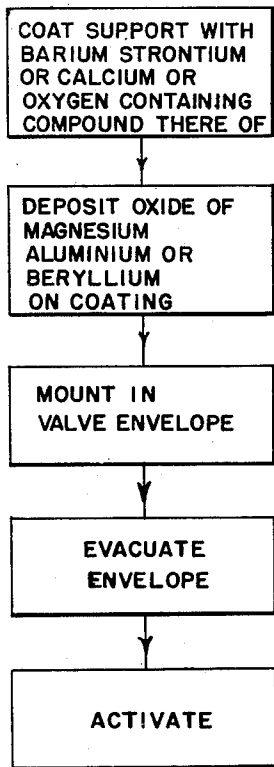 COAT SUPPORT WITH
BARIUM STRONTIUM
OR CALCIUM OR
OXYGEN CONTAINING
COMPOUND THERE OF
DEPOSIT OXIDE OF
MAGNESIUM
ALUMINIUM OR
BERYLLIUM
ON COATING
MOUNT IN
VALVE ENVELOPE
EVACUATE
ENVELOPE
ACTIVATE